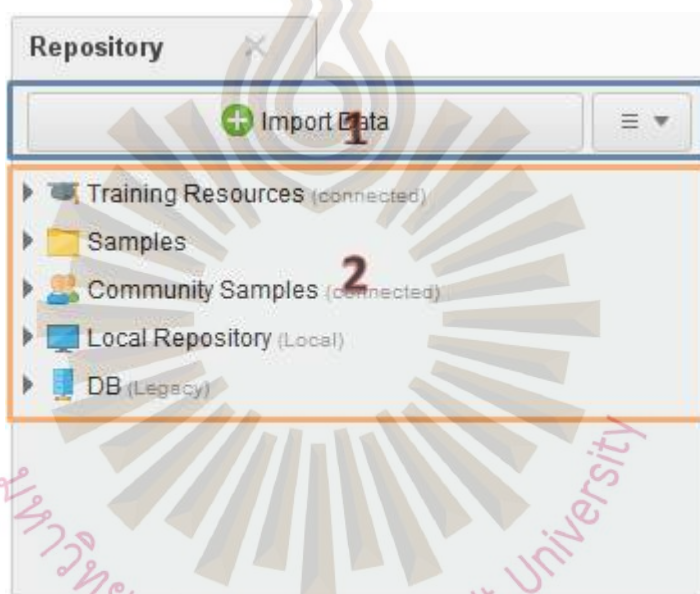 Repository
Import Data
1
Training Resources (connected)
Samples
Community Samples (connected)
2
Local Repository (Local)
DB (Legacy)
University